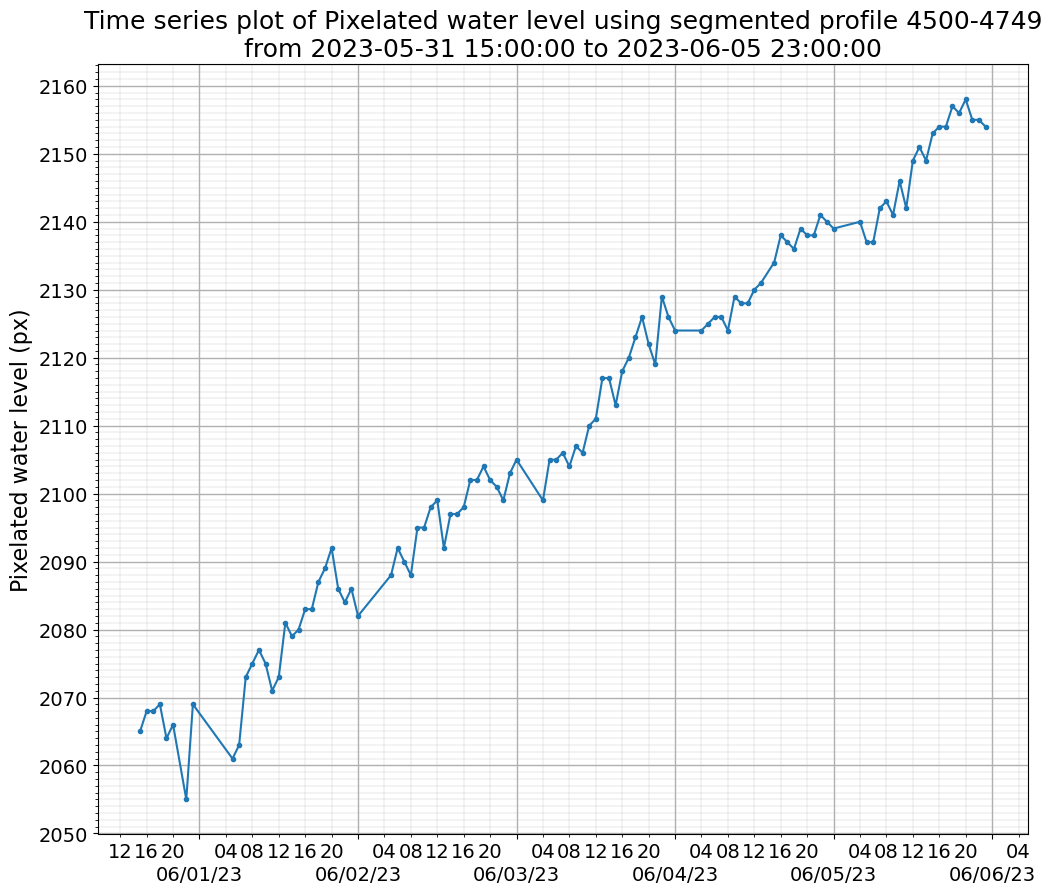 Time series plot of Pixelated water level using segmented profile 4500-4749
from 2023-05-31 15:00:00 to 2023-06-05 23:00:00
Pixelated water level (px)
2160
2150
2140
2130
2120
2110
2100
2090
2080
2070
2060
2050
12 16 20 04 08 12 16 20 04 08 12 16 20 04 08 12 16 20 04 08 12 16 20 04 08 12 16 20 04
06/01/23 06/02/23 06/03/23 06/04/23 06/05/23 06/06/23